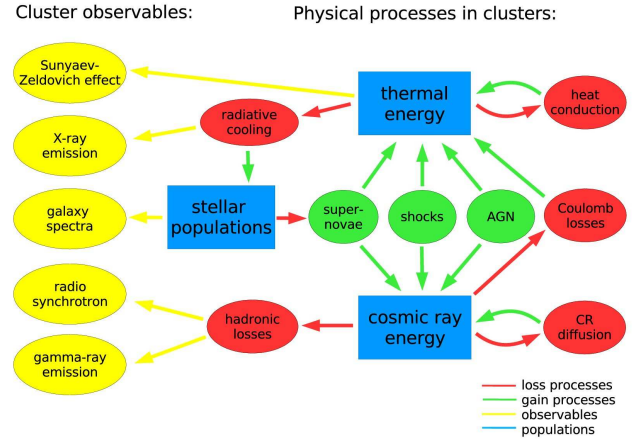 Cluster observables:
Physical processes in clusters:
Sunyaev-
Zeldovich effect
thermal
energy
heat
conduction
radiative
cooling
X-ray
emission
stellar
populations
galaxy
spectra
super-
novae
shocks
AGN
Coulomb
losses
radio
synchrotron
hadronic
losses
cosmic ray
energy
CR
diffusion
gamma-ray
emission
loss processes
gain processes
observables
populations